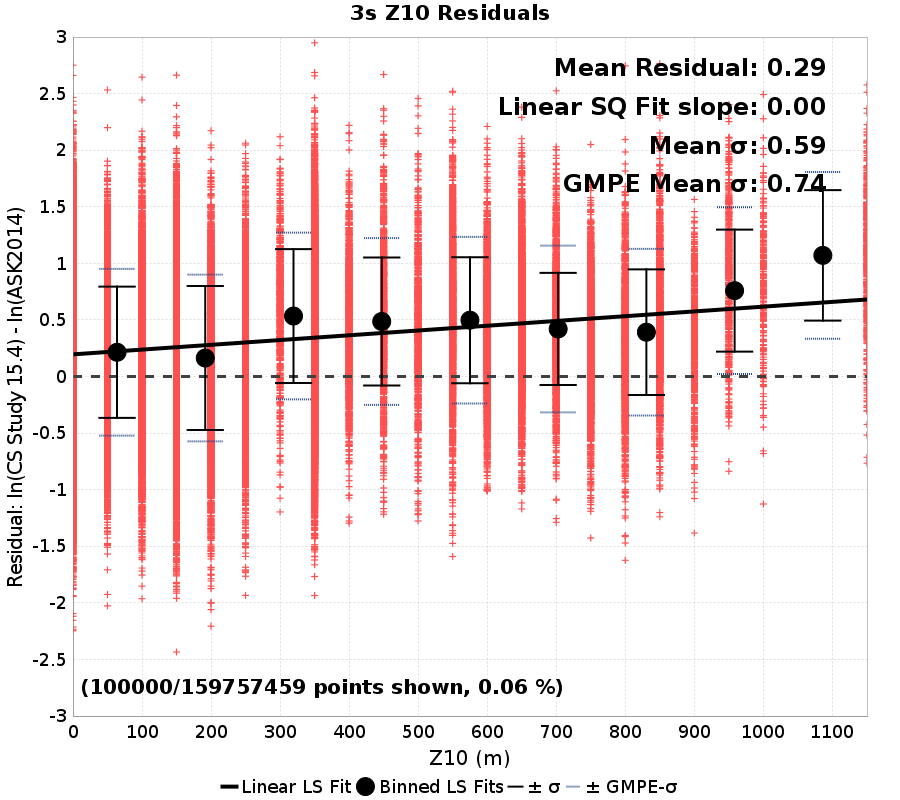 3s Z10 Residuals
Mean Residual: 0.29
Linear SQ Fit slope: 0.00
Mean σ: 0.59
GMPE Mean σ: 0.74
Residual: ln(CS Study 15.4) - ln(ASK2014)
3
2.5
2
1.5
1
0.5
0
-0.5
-1
-1.5
-2
-2.5
-3
(100000/159757459 points shown, 0.06 %)
0 100 200 300 400 500 600 700 800 900 1000 1100
Z10 (m)
Linear LS Fit Binned LS Fits ± σ ± GMPE-σ